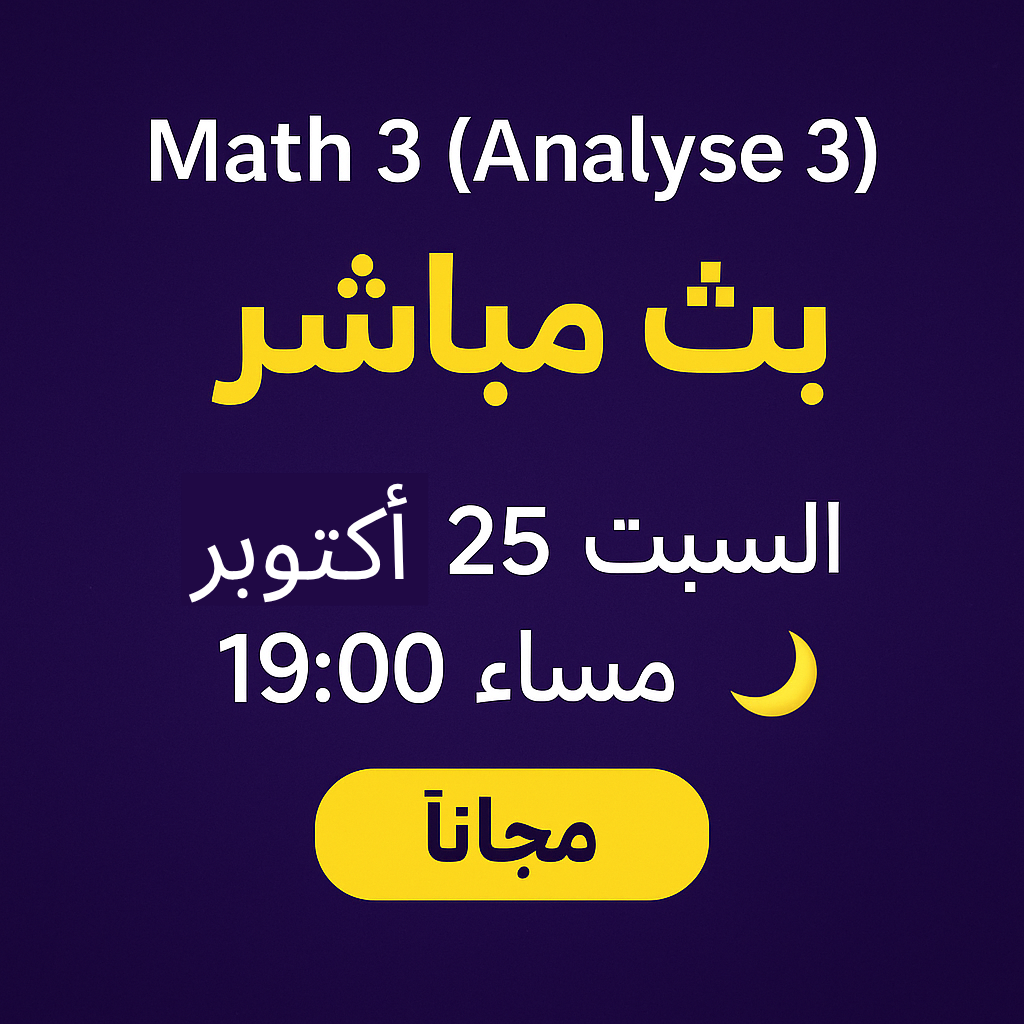 Math 3 (Analyse 3)
بث مباشر
السبت 25 أكتوبر
🌙 مساء 19:00
مجاناً